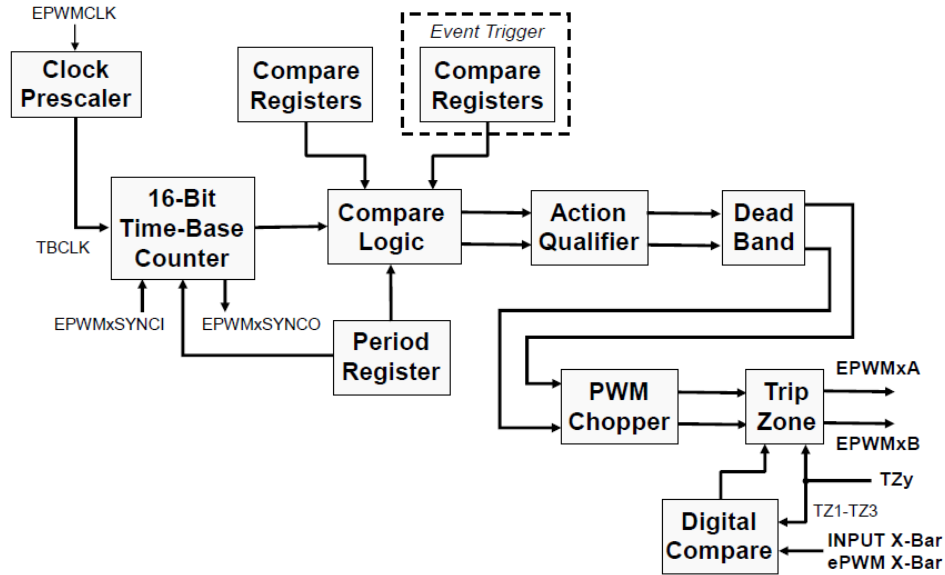 EPWMCLK
Clock
Prescaler
Compare
Registers
Event Trigger
Compare
Registers
16-Bit
Time-Base
Counter
TBCLK
Compare
Logic
Action
Qualifier
Dead
Band
EPWMxSYNCI
EPWMxSYNCO
Period
Register
PWM
Chopper
Trip
Zone
EPWMxA
EPWMxB
TZy
TZ1-TZ3
Digital
Compare
INPUT X-Bar
ePWM X-Bar